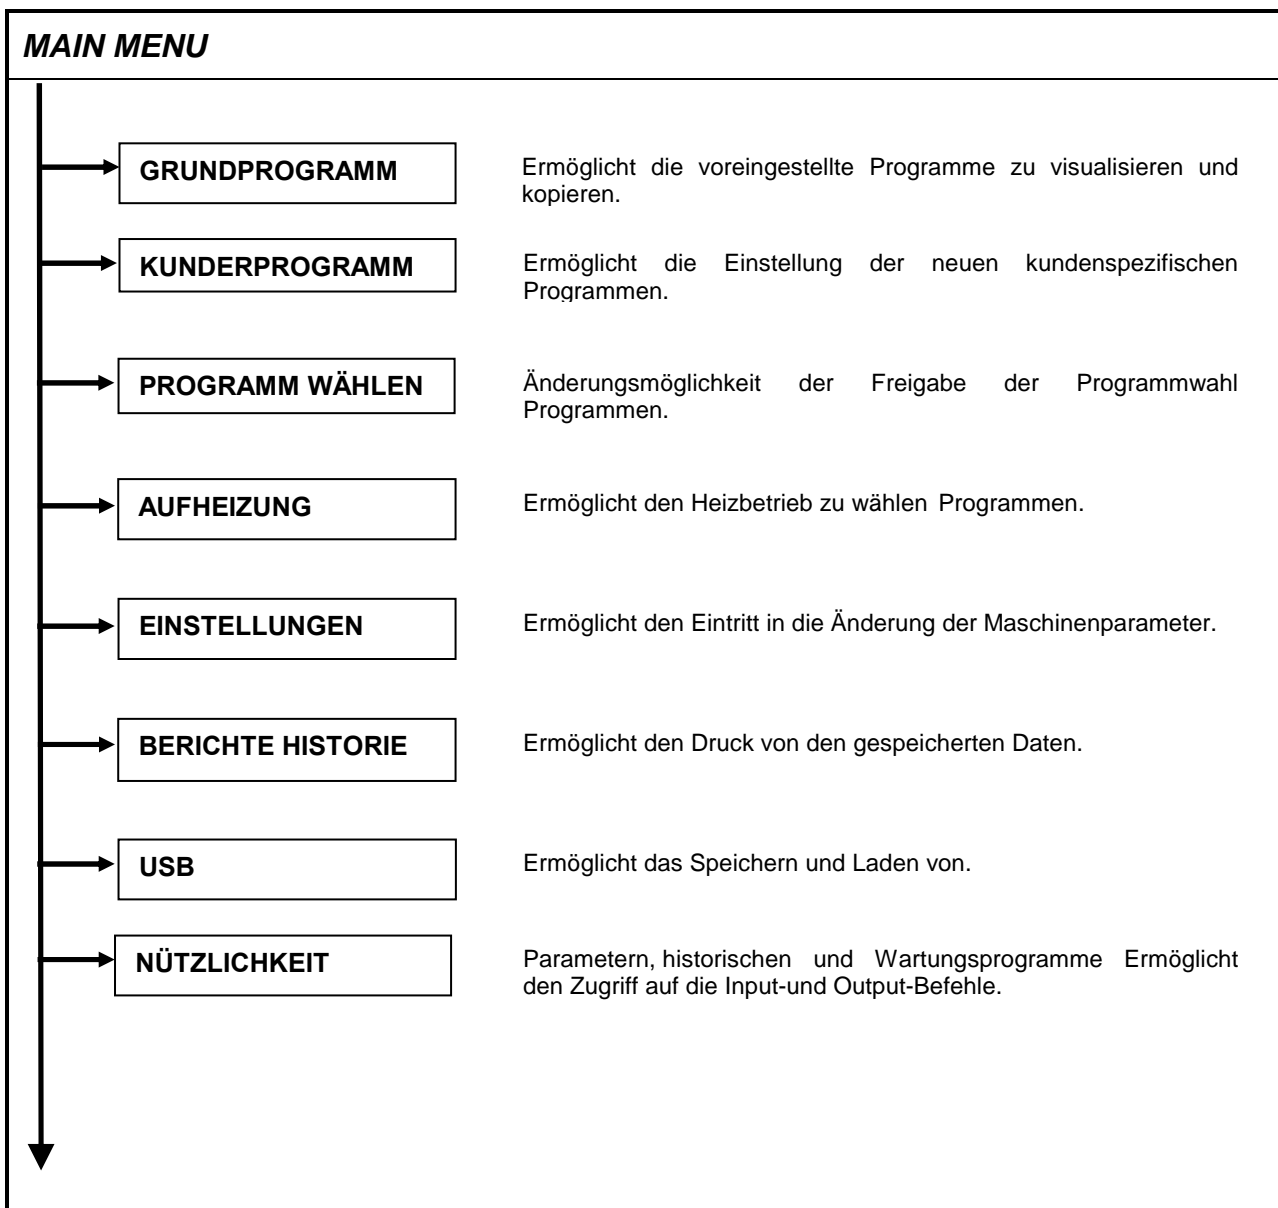 MAIN MENU
GRUNDPROGRAMM
Ermöglicht die voreingestellte Programme zu visualisieren und
kopieren.
KUNDERPROGRAMM
Ermöglicht die Einstellung der neuen kundenspezifischen
Programmen.
PROGRAMM WÄHLEN
Änderungsmöglichkeit der Freigabe der Programmwahl
Programmen.
AUFHEIZUNG
Ermöglicht den Heizbetrieb zu wählen Programmen.
EINSTELLUNGEN
Ermöglicht den Eintritt in die Änderung der Maschinenparameter.
BERICHTE HISTORIE
Ermöglicht den Druck von den gespeicherten Daten.
USB
Ermöglicht das Speichern und Laden von.
NÜTZLICHKEIT
Parametern, historischen und Wartungsprogramme Ermöglicht
den Zugriff auf die Input-und Output-Befehle.